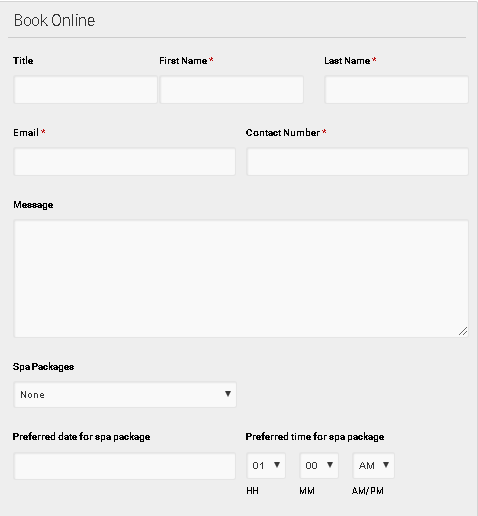 Book Online
Title First Name * Last Name *
Email * Contact Number *
Message
Spa Packages
None
Preferred date for spa package Preferred time for spa package
01 00 AM
HH MM AM/PM